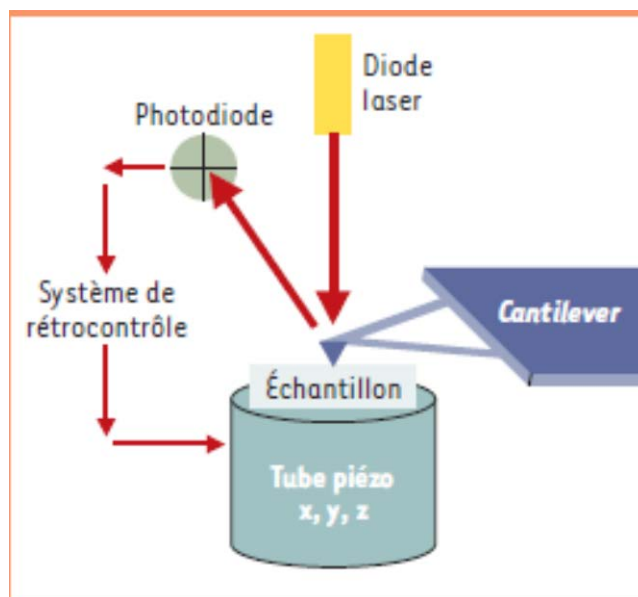 Diode
laser
Photodiode
Système de
rétrocontrôle
Cantilever
Échantillon
Tube piézo
x, y, z